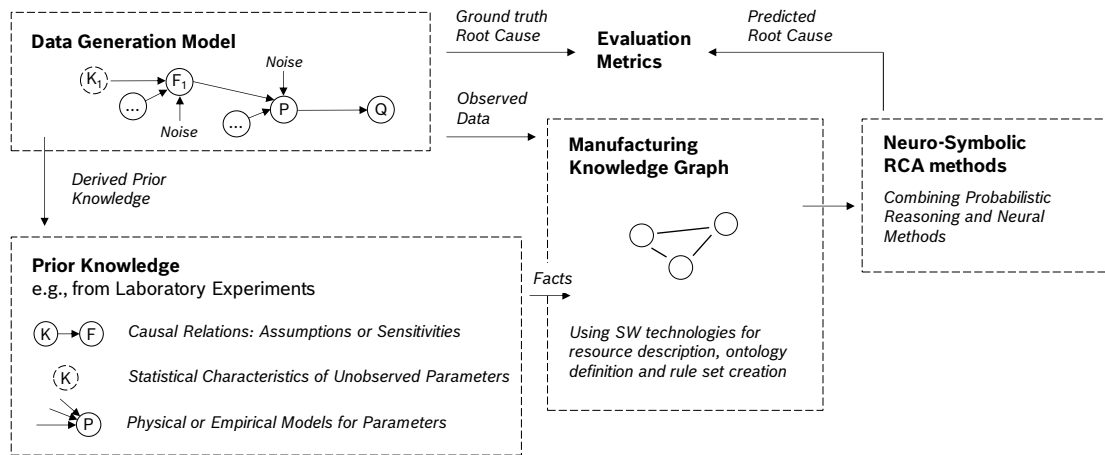 Data Generation Model
K1
F1
...
Noise
Noise
...
P
Q
Ground truth
Root Cause
Evaluation
Metrics
Predicted
Root Cause
Observed
Data
Derived Prior
Knowledge
Manufacturing
Knowledge Graph
Using SW technologies for
resource description, ontology
definition and rule set creation
Neuro-Symbolic
RCA methods
Combining Probabilistic
Reasoning and Neural
Methods
Prior Knowledge
e.g., from Laboratory Experiments
K F Causal Relations: Assumptions or Sensitivities
K Statistical Characteristics of Unobserved Parameters
P Physical or Empirical Models for Parameters
Facts